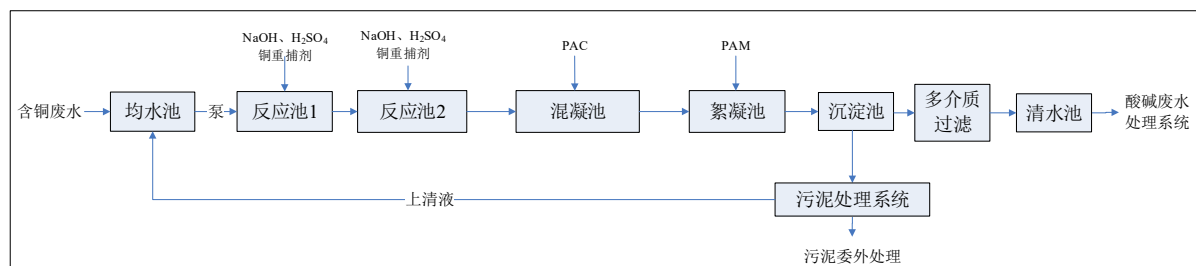 NaOH、H₂SO₄
铜重捕剂
NaOH、H₂SO₄
铜重捕剂
PAC
PAM
含铜废水
均水池
泵
反应池1
反应池2
混凝池
絮凝池
沉淀池
多介质
过滤
清水池
酸碱废水
处理系统
上清液
污泥处理系统
污泥委外处理